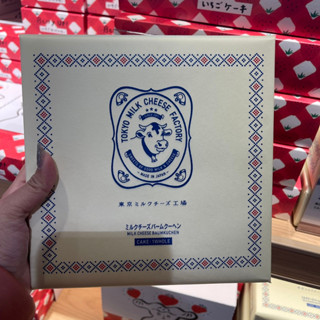 いちごケーキ
TOKYO MILK CHEESE FACTORY
MADE IN JAPAN
東京ミルクチーズ工場
ミルクチーズバームクーヘン
MILK CHEESE BAUMKUCHEN